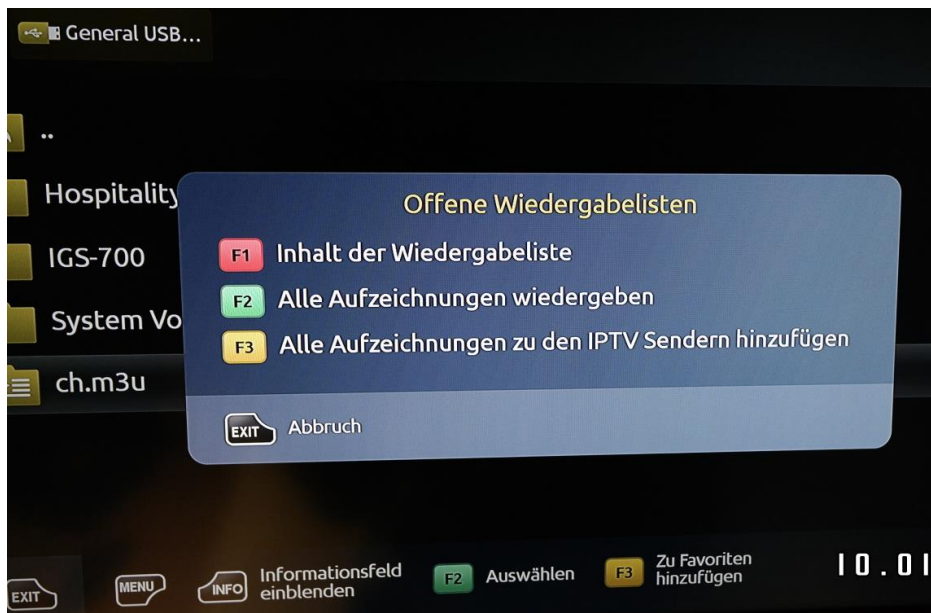 General USB...
..
Hospitality
IGS-700
System Vo
ch.m3u
Offene Wiedergabelisten
F1 Inhalt der Wiedergabeliste
F2 Alle Aufzeichnungen wiedergeben
F3 Alle Aufzeichnungen zu den IPTV Sendern hinzufügen
EXIT Abbruch
EXIT
MENU
INFO Informationsfeld
einblenden
F2 Auswählen
F3 Zu Favoriten
hinzufügen
10.01